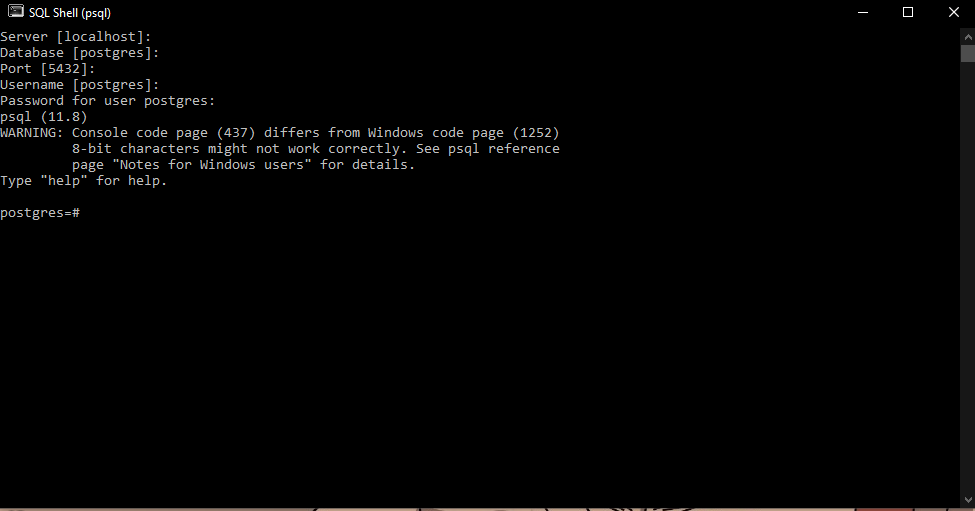 SQL Shell (psql)
Server [localhost]:
Database [postgres]:
Port [5432]:
Username [postgres]:
Password for user postgres:
psql (11.8)
WARNING: Console code page (437) differs from Windows code page (1252)
         8-bit characters might not work correctly. See psql reference
         page "Notes for Windows users" for details.
Type "help" for help.

postgres=#